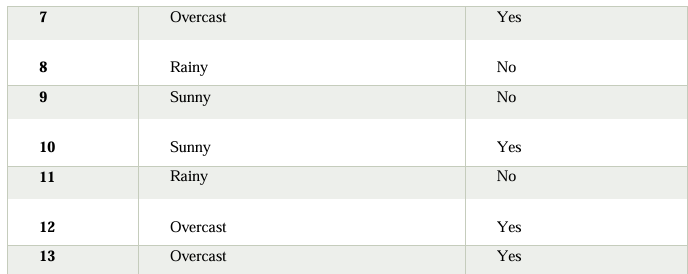 7 Overcast Yes
8 Rainy No
9 Sunny No
10 Sunny Yes
11 Rainy No
12 Overcast Yes
13 Overcast Yes